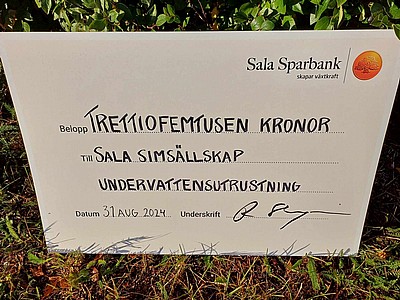 Sala Sparbank
skapar växtkraft
Belopp TRETTIOFEMTUSEN KRONOR
Till SALA SIMSÄLLSKAP
UNDERVATTENSUTRUSTNING
Datum 31 AUG 2024 Underskrift